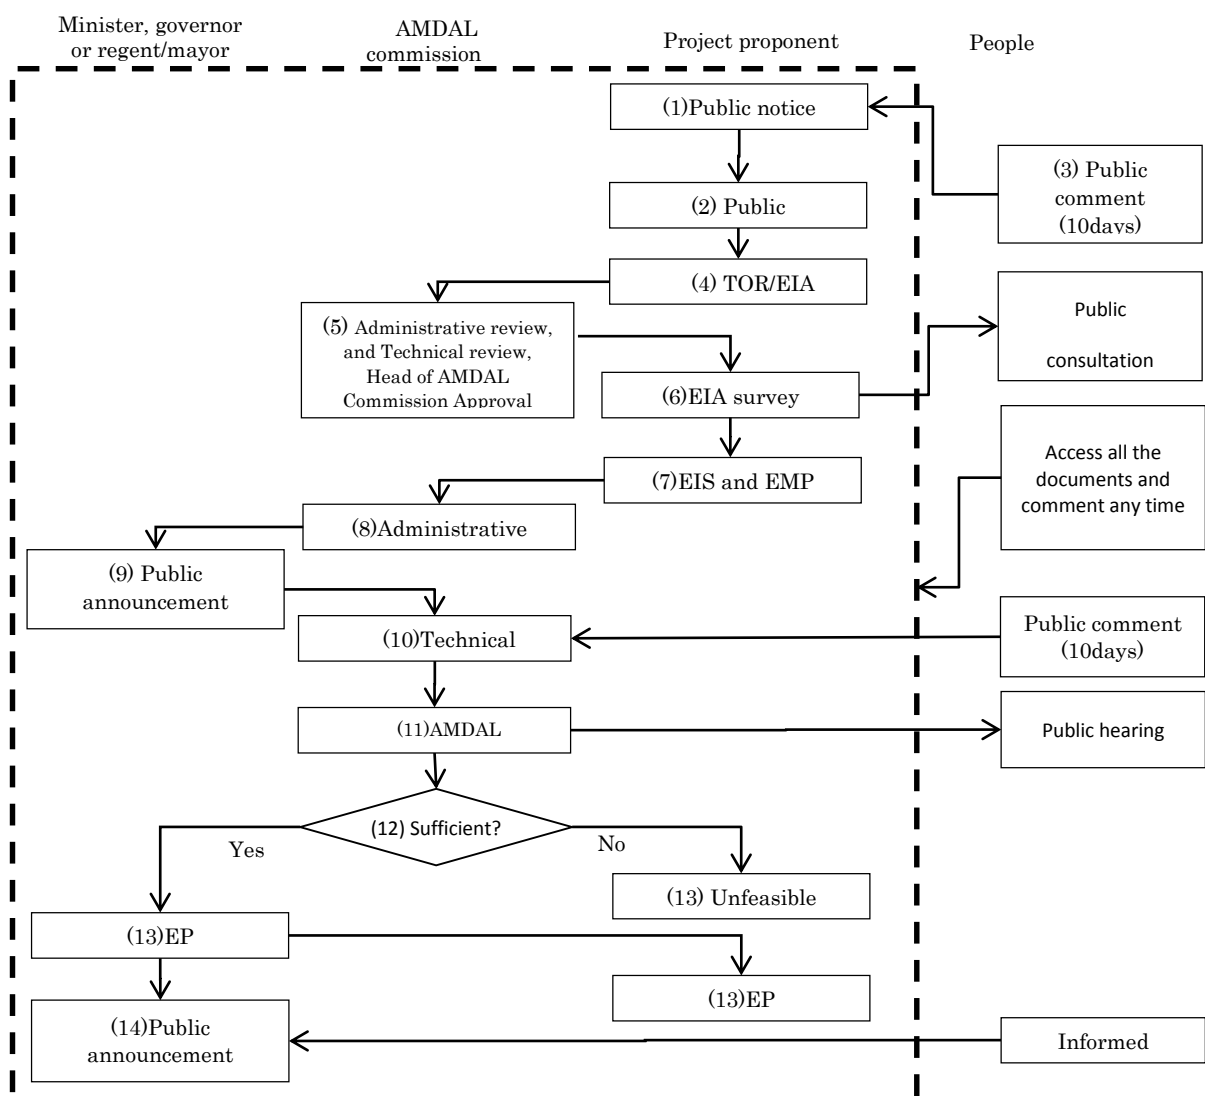 Minister, governor
or regent/mayor
AMDAL
commission
Project proponent
People
(1)Public notice
(3) Public
comment
(10days)
(2) Public
(4) TOR/EIA
(5) Administrative review,
and Technical review,
Head of AMDAL
Commission Approval
Public
consultation
(6)EIA survey
Access all the
documents and
comment any time
(7)EIS and EMP
(8)Administrative
(9) Public
announcement
(10)Technical
Public comment
(10days)
(11)AMDAL
Public hearing
(12) Sufficient?
Yes
No
(13) Unfeasible
(13)EP
(13)EP
(14)Public
announcement
Informed